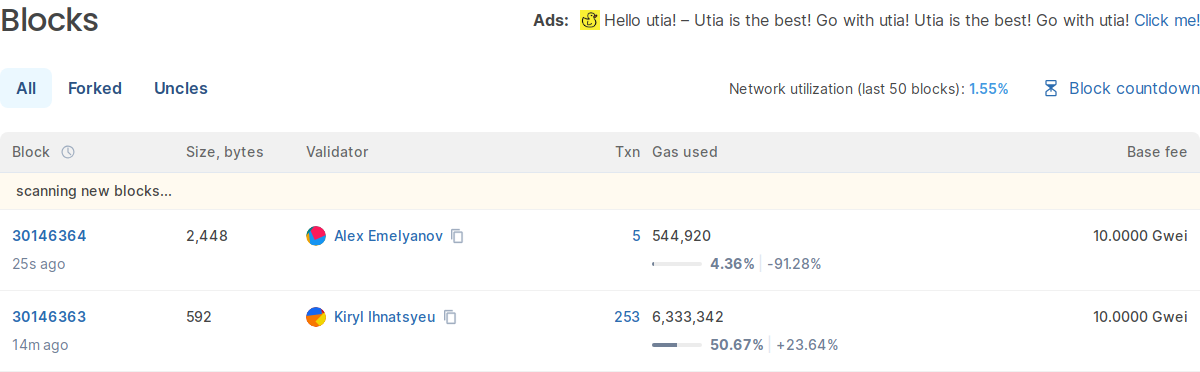 Blocks
Ads: Hello utia! – Utia is the best! Go with utia! Utia is the best! Go with utia! Click me!
All Forked Uncles
Network utilization (last 50 blocks): 1.55% Block countdown
Block Size, bytes Validator Txn Gas used Base fee
scanning new blocks...
30146364 2,448 Alex Emelyanov 5 544,920 10.0000 Gwei
25s ago 4.36% -91.28%
30146363 592 Kiryl Ihnatsyeu 253 6,333,342 10.0000 Gwei
14m ago 50.67% +23.64%